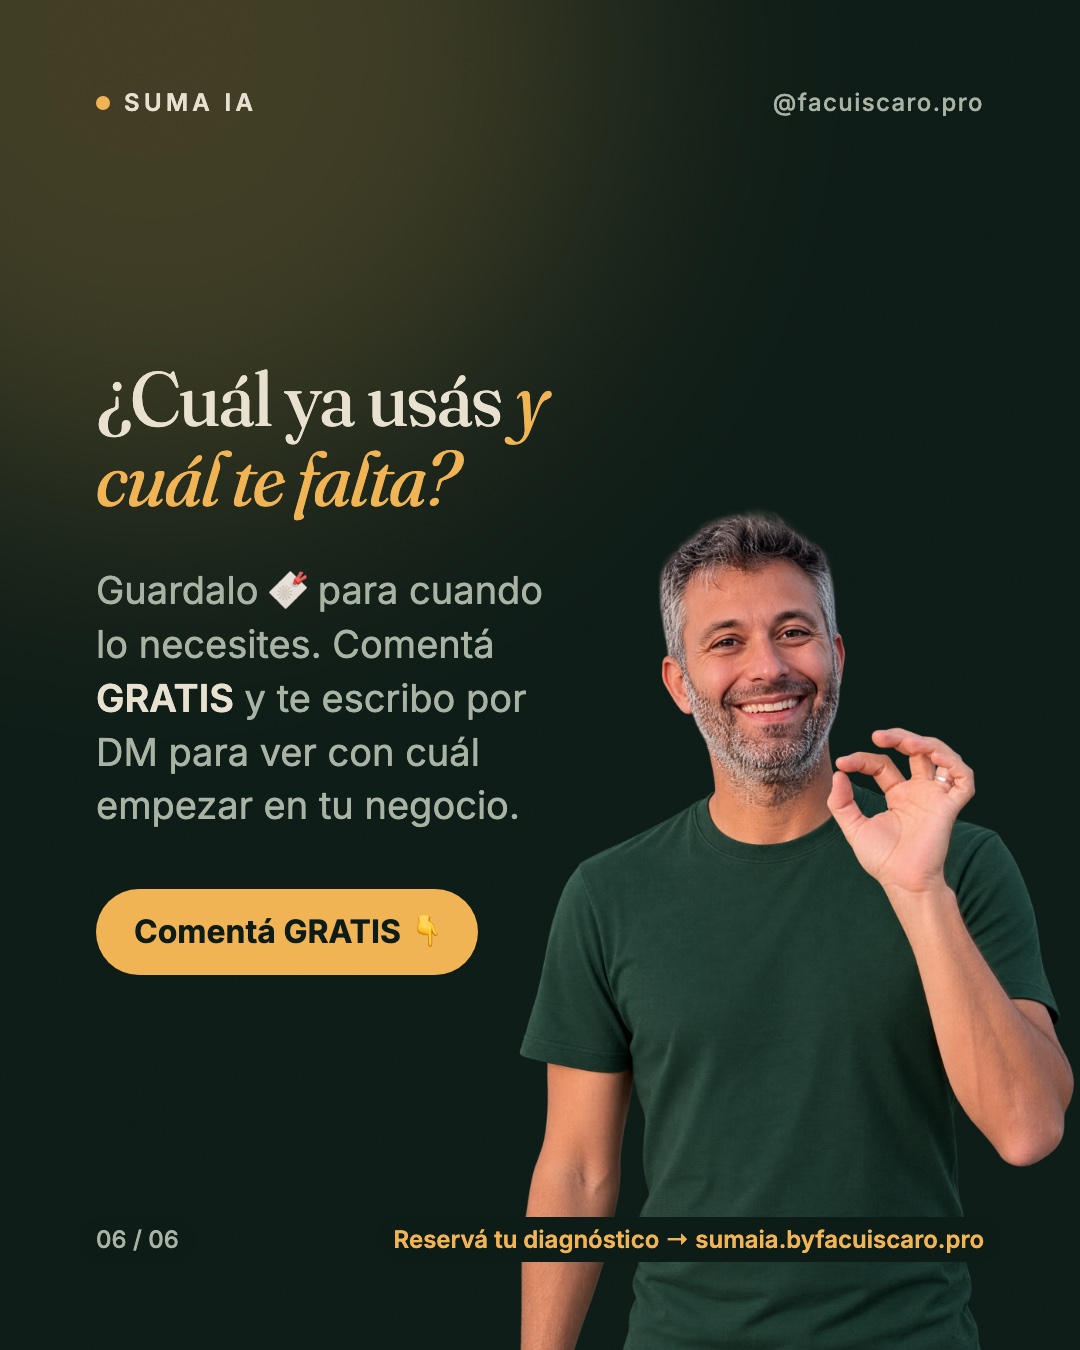 SUMA IA
@facuiscaro.pro
¿Cuál ya usás y
cuál te falta?
Guardalo 🔖 para cuando
lo necesites. Comentá
GRATIS y te escribo por
DM para ver con cuál
empezar en tu negocio.
Comentá GRATIS 👇
06 / 06
Reservá tu diagnóstico → sumaia.byfacuiscaro.pro